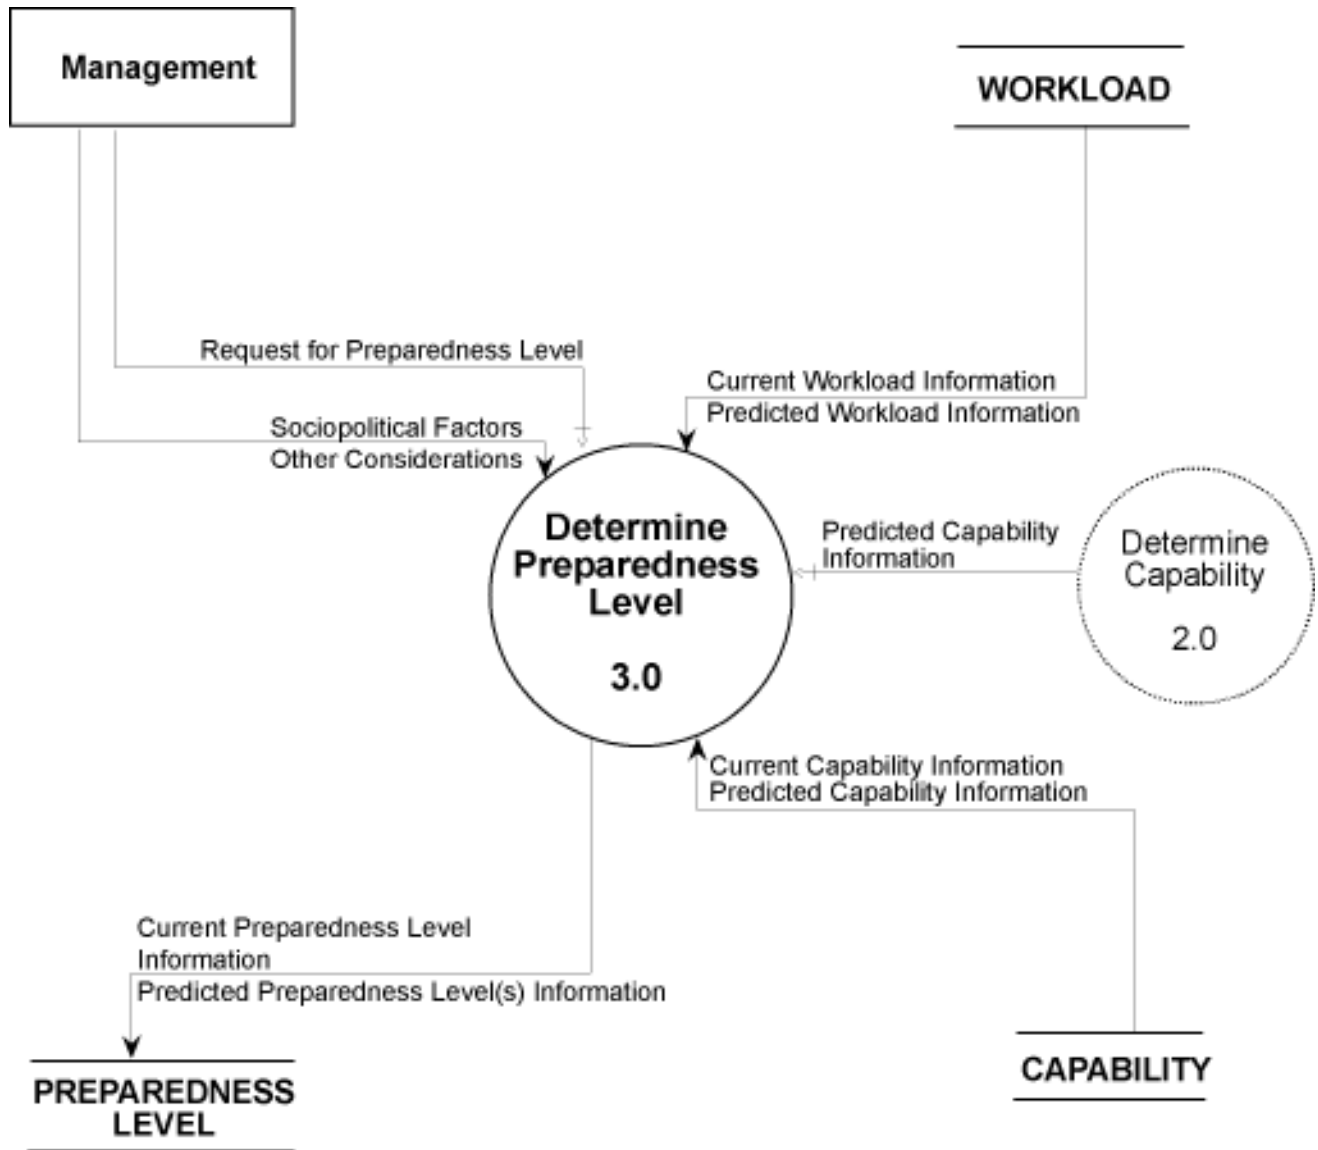 Management
WORKLOAD
Request for Preparedness Level
Current Workload Information
Predicted Workload Information
Sociopolitical Factors
Other Considerations
Determine
Preparedness
Level
3.0
Predicted Capability
Information
Determine
Capability
2.0
Current Capability Information
Predicted Capability Information
Current Preparedness Level
Information
Predicted Preparedness Level(s) Information
PREPAREDNESS
LEVEL
CAPABILITY